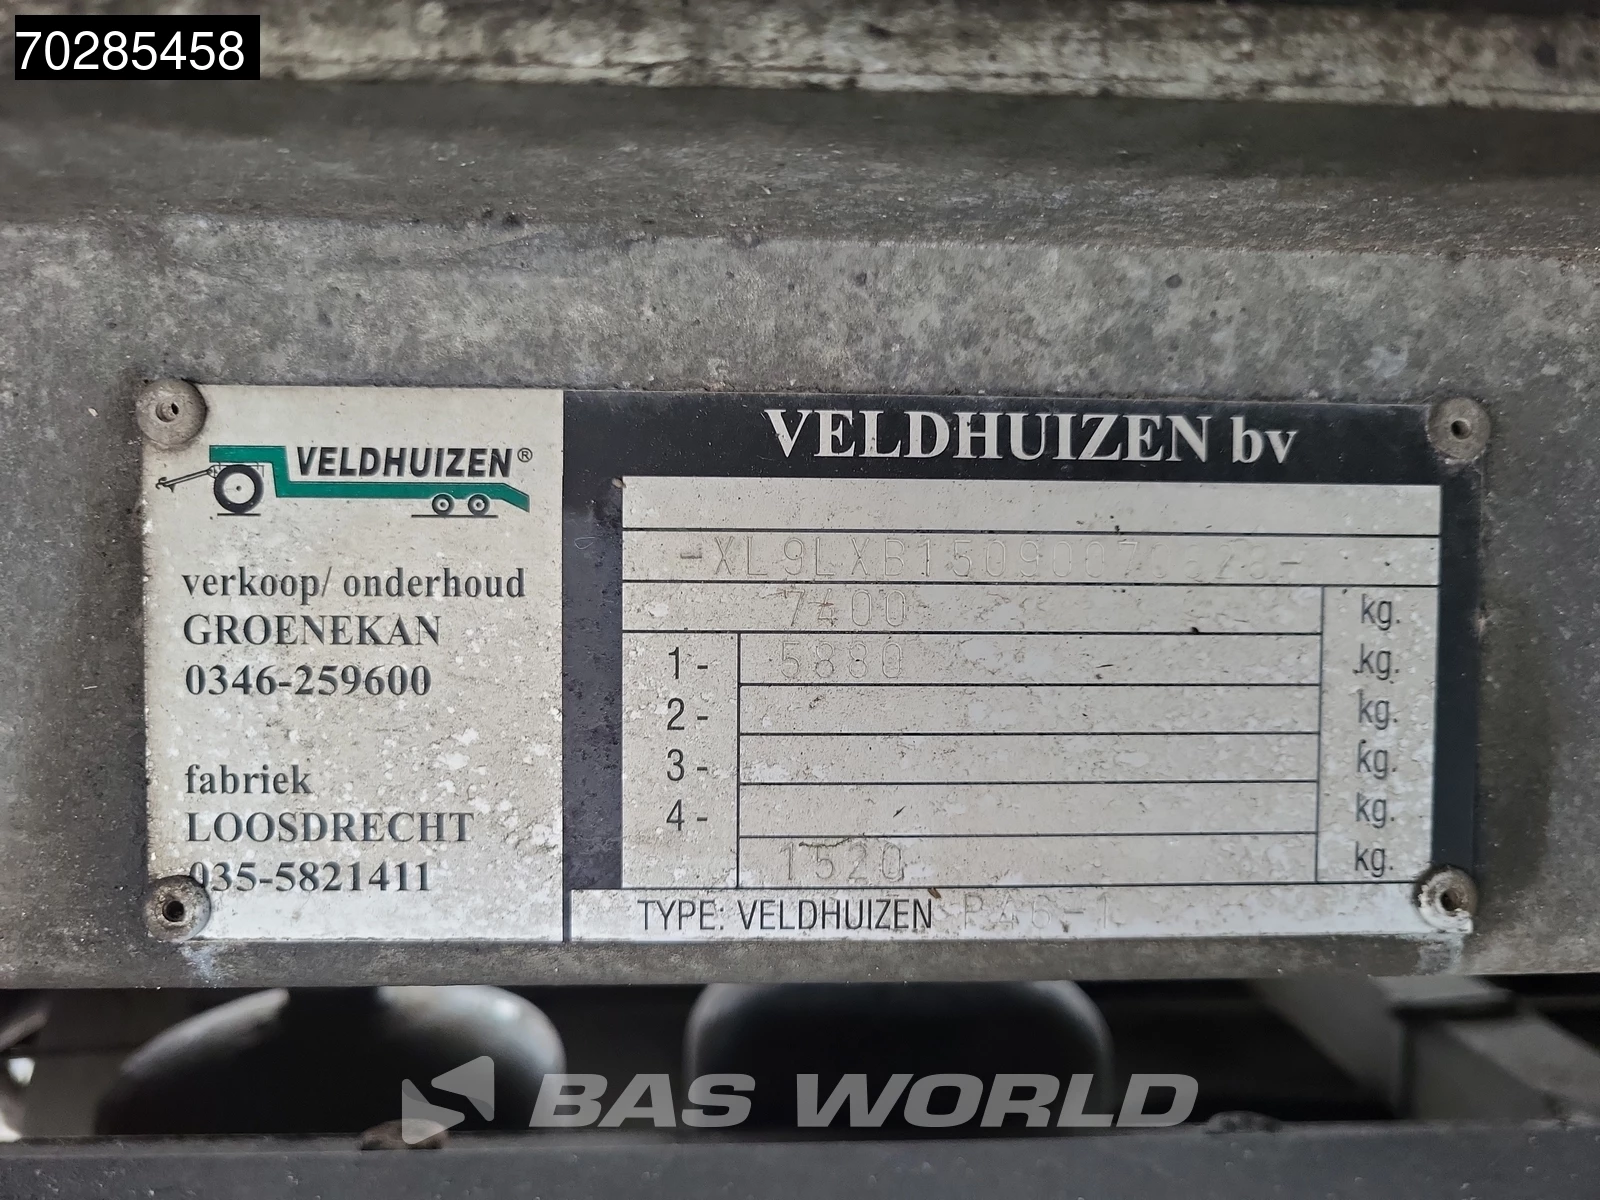 70285458
VELDHUIZEN®
verkoop/ onderhoud
GROENEKAN
0346-259600
fabriek
LOOSDRECHT
035-5821411
VELDHUIZEN bv
7400 kg.
1- 5880 kg.
2- kg.
3- kg.
4- kg.
1520 kg.
TYPE: VELDHUIZEN
BAS WORLD